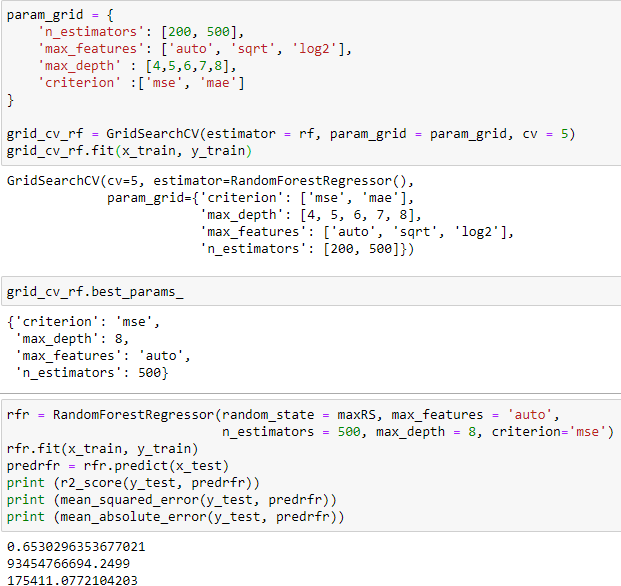 param_grid = {
    'n_estimators': [200, 500],
    'max_features': ['auto', 'sqrt', 'log2'],
    'max_depth' : [4,5,6,7,8],
    'criterion' :['mse', 'mae']
}
grid_cv_rf = GridSearchCV(estimator = rf, param_grid = param_grid, cv = 5)
grid_cv_rf.fit(x_train, y_train)
GridSearchCV(cv=5, estimator=RandomForestRegressor(),
             param_grid={'criterion': ['mse', 'mae'],
                         'max_depth': [4, 5, 6, 7, 8],
                         'max_features': ['auto', 'sqrt', 'log2'],
                         'n_estimators': [200, 500]})
grid_cv_rf.best_params_
{'criterion': 'mse',
 'max_depth': 8,
 'max_features': 'auto',
 'n_estimators': 500}
rfr = RandomForestRegressor(random_state = maxRS, max_features = 'auto',
                            n_estimators = 500, max_depth = 8, criterion='mse')
rfr.fit(x_train, y_train)
predrfr = rfr.predict(x_test)
print (r2_score(y_test, predrfr))
print (mean_squared_error(y_test, predrfr))
print (mean_absolute_error(y_test, predrfr))
0.6530296353677021
93454766694.2499
175411.0772104203